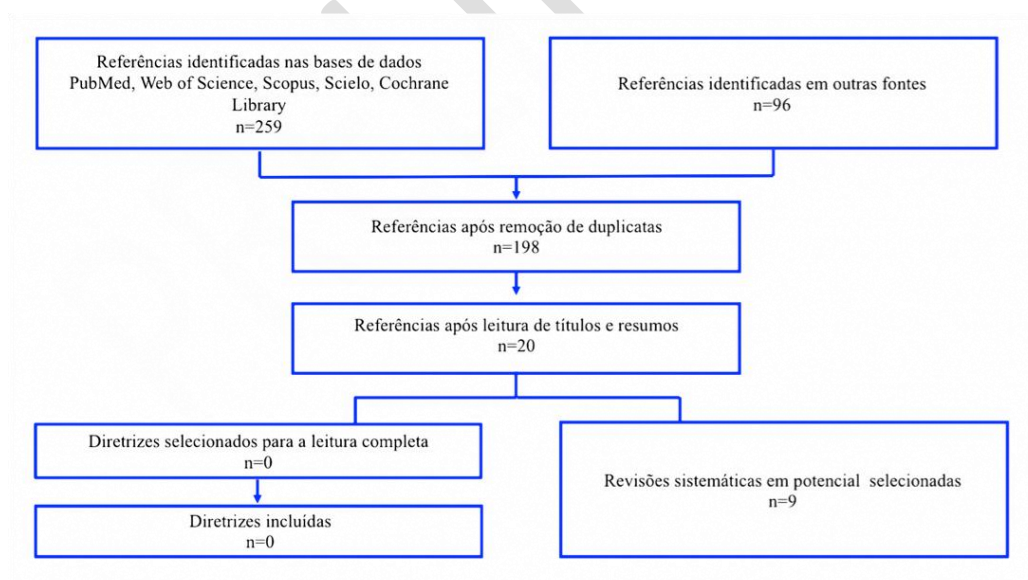 Referências identificadas nas bases de dados
PubMed, Web of Science, Scopus, Scielo, Cochrane
Library
n=259
Referências identificadas em outras fontes
n=96
Referências após remoção de duplicatas
n=198
Referências após leitura de títulos e resumos
n=20
Diretrizes selecionados para a leitura completa
n=0
Revisões sistemáticas em potencial selecionadas
n=9
Diretrizes incluídas
n=0